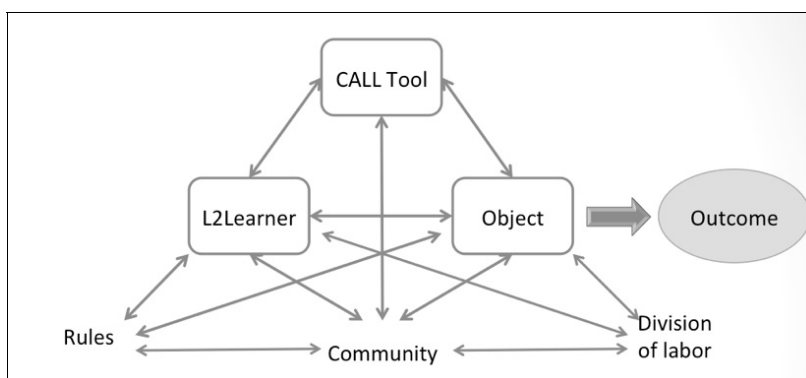 CALL Tool
L2Learner
Object
Outcome
Rules
Community
Division
of labor